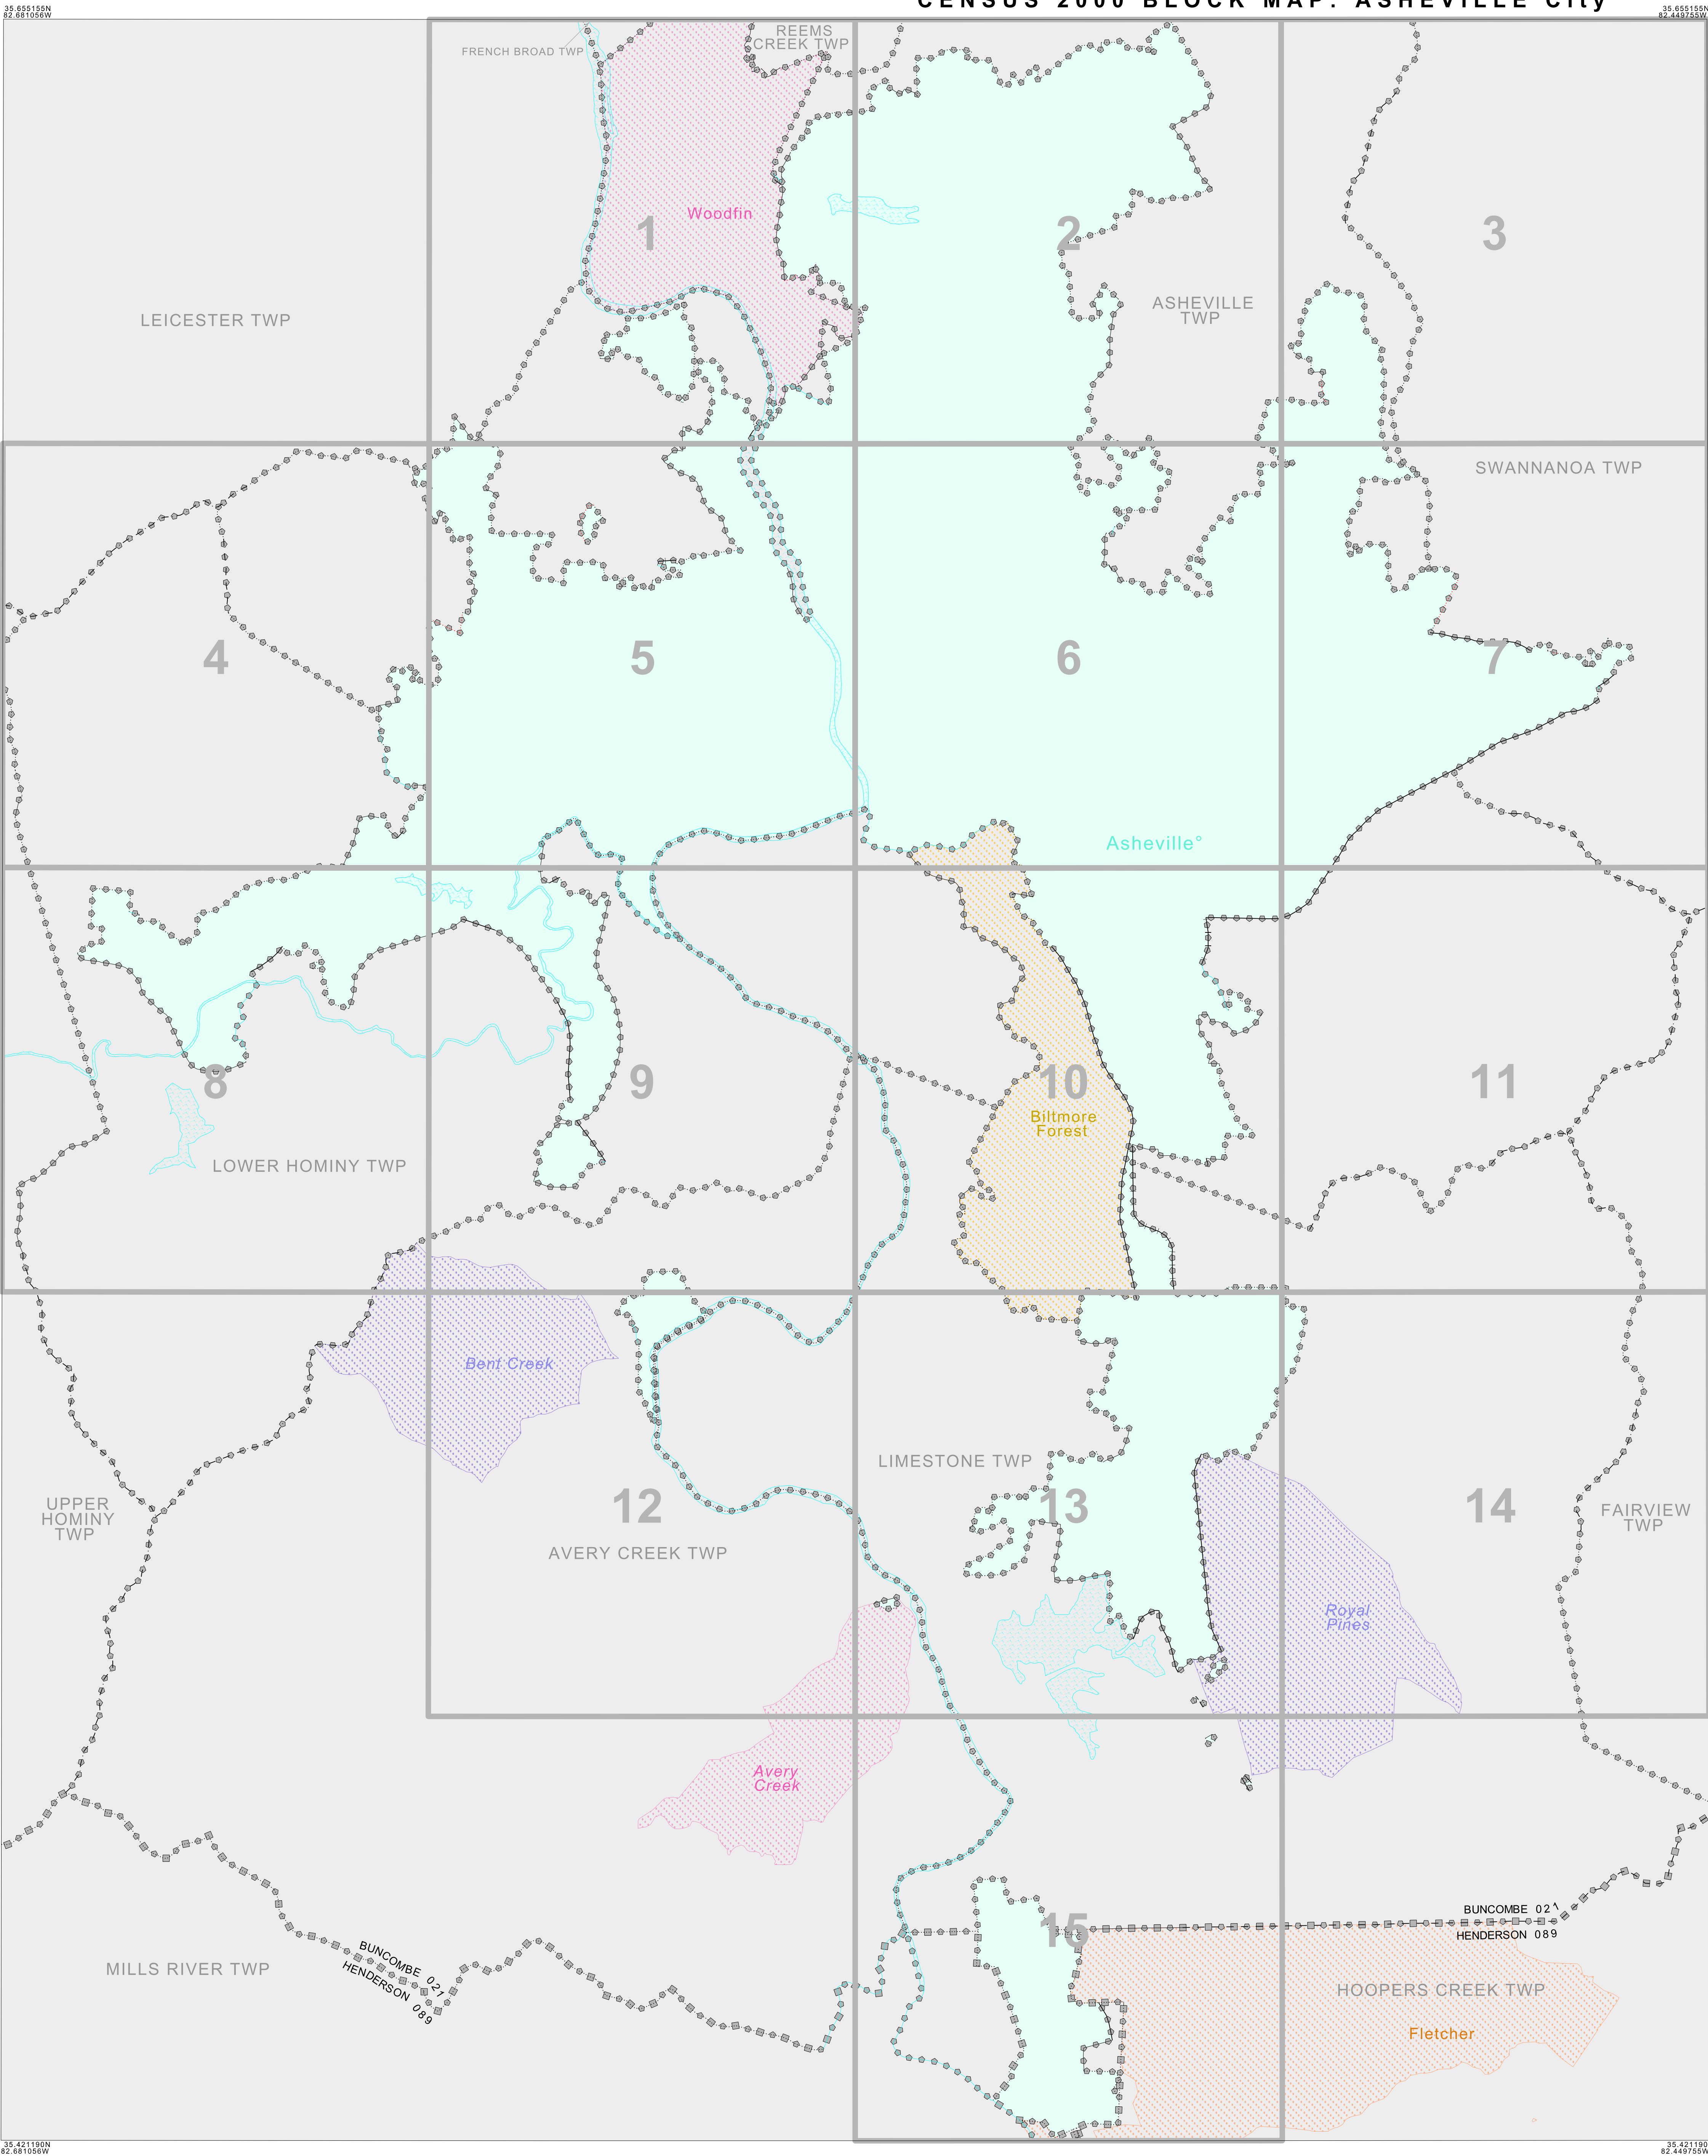 35.655155N
82.681056W
CENSUS 2000 BLOCK MAP: ASHEVILLE City
35.655155N
82.449755W
FRENCH BROAD TWP
REEMS
CREEK TWP
Woodfin
1
2
3
LEICESTER TWP
ASHEVILLE
TWP
SWANNANOA TWP
4
5
6
7
Asheville°
8
9
10
11
Biltmore
Forest
LOWER HOMINY TWP
Bent Creek
LIMESTONE TWP
UPPER
HOMINY
TWP
12
13
14
FAIRVIEW
TWP
AVERY CREEK TWP
Royal
Pines
Avery
Creek
BUNCOMBE 021
HENDERSON 089
15
BUNCOMBE 021
HENDERSON 089
MILLS RIVER TWP
HOOPERS CREEK TWP
Fletcher
35.421190N
82.681056W
35.421190
82.449755W